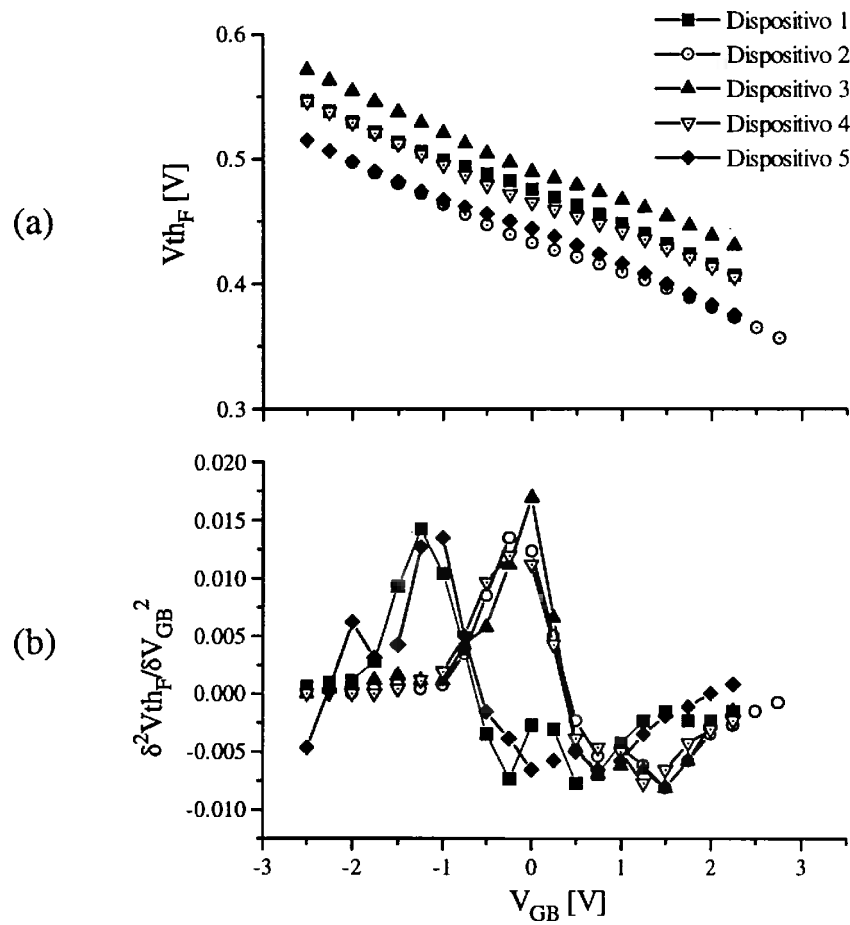 Dispositivo 1
Dispositivo 2
Dispositivo 3
Dispositivo 4
Dispositivo 5
(a)
Vth_F [V]
0.6
0.5
0.4
0.3
(b)
δ²Vth_F/δV_GB²
0.020
0.015
0.010
0.005
0.000
-0.005
-0.010
-3 -2 -1 0 1 2 3
V_GB [V]